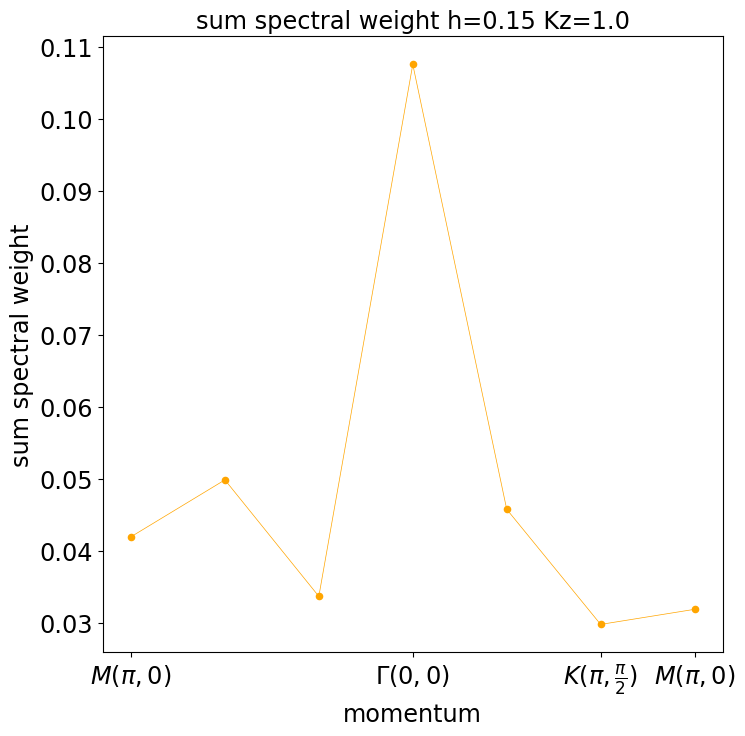 sum spectral weight h=0.15 Kz=1.0
sum spectral weight
0.11
0.10
0.09
0.08
0.07
0.06
0.05
0.04
0.03
M(π, 0) Γ(0, 0) K(π, π/2) M(π, 0)
momentum